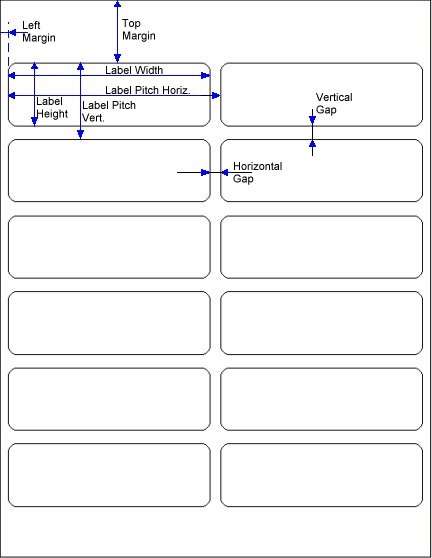 Left
Margin
Top
Margin
Label Width
Label Pitch Horiz.
Label
Height
Label Pitch
Vert.
Vertical
Gap
Horizontal
Gap